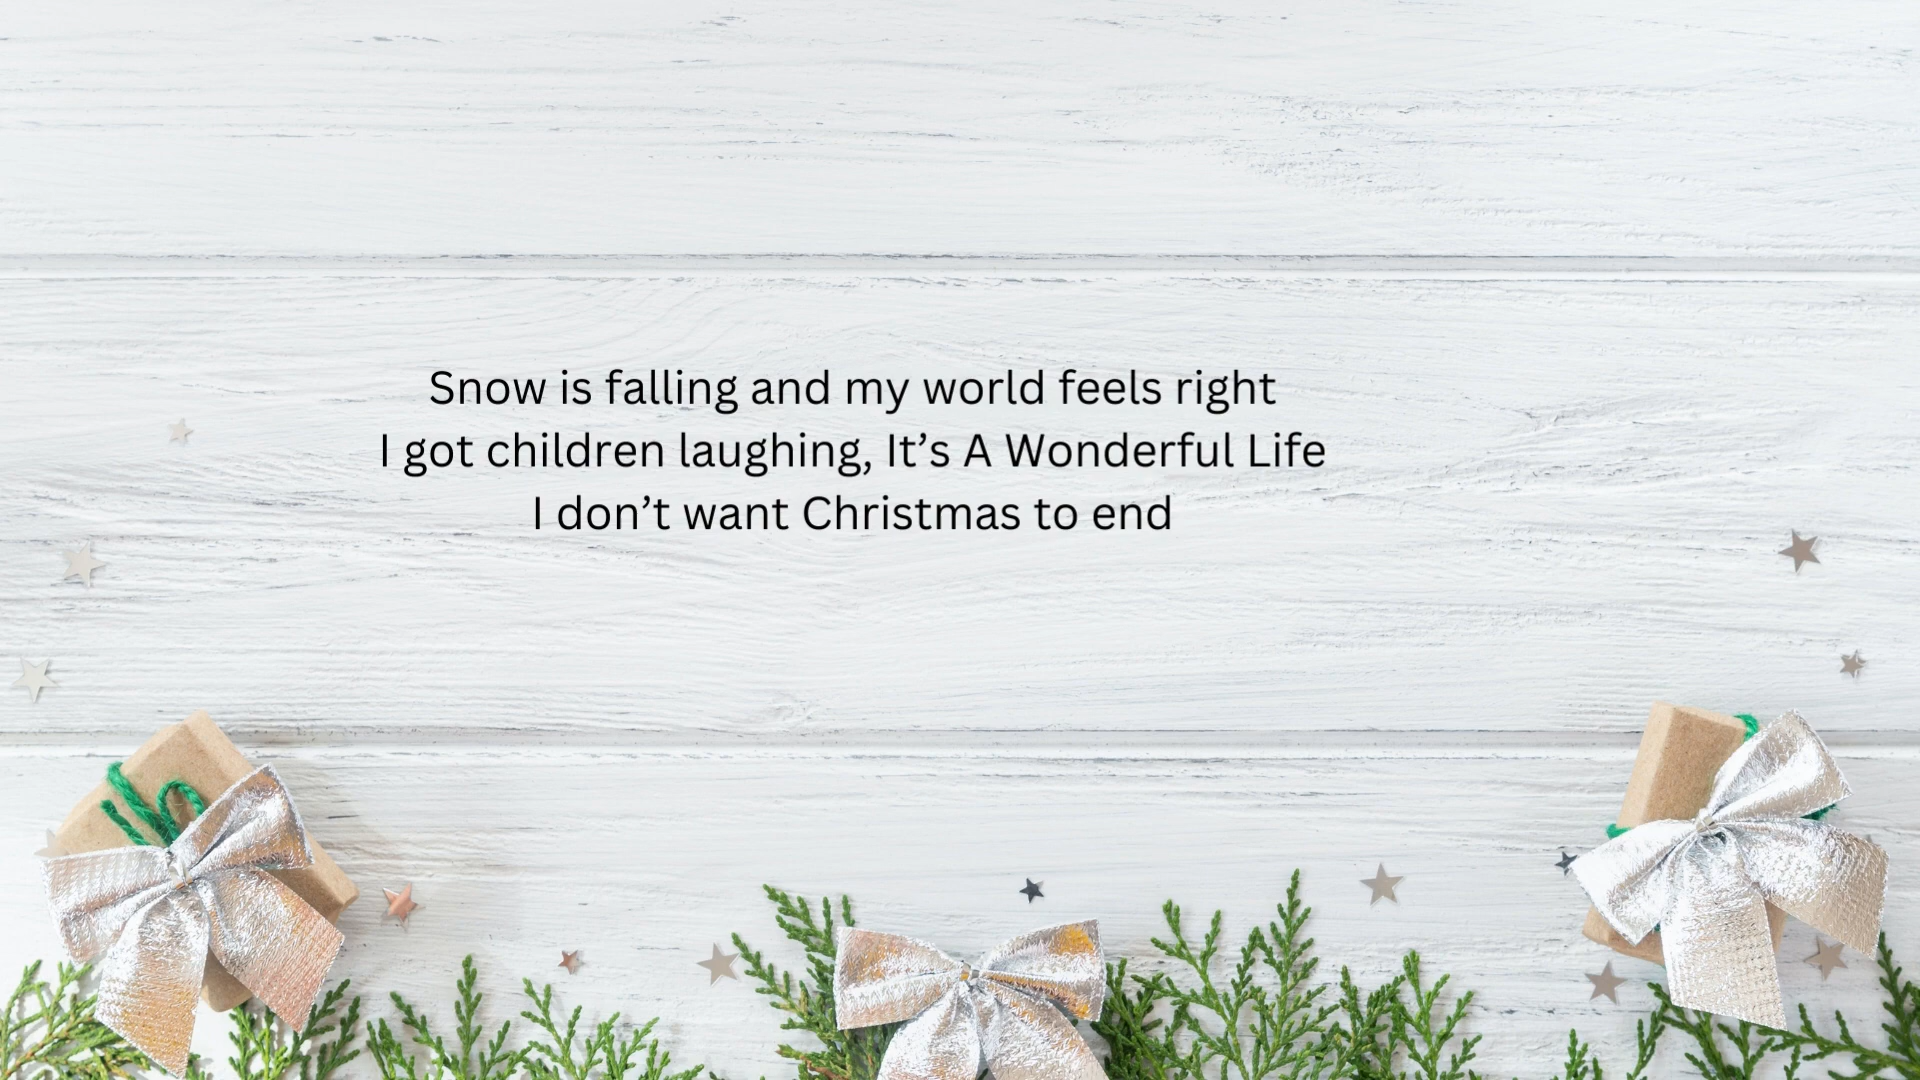 Snow is falling and my world feels right
I got children laughing, It’s A Wonderful Life
I don’t want Christmas to end